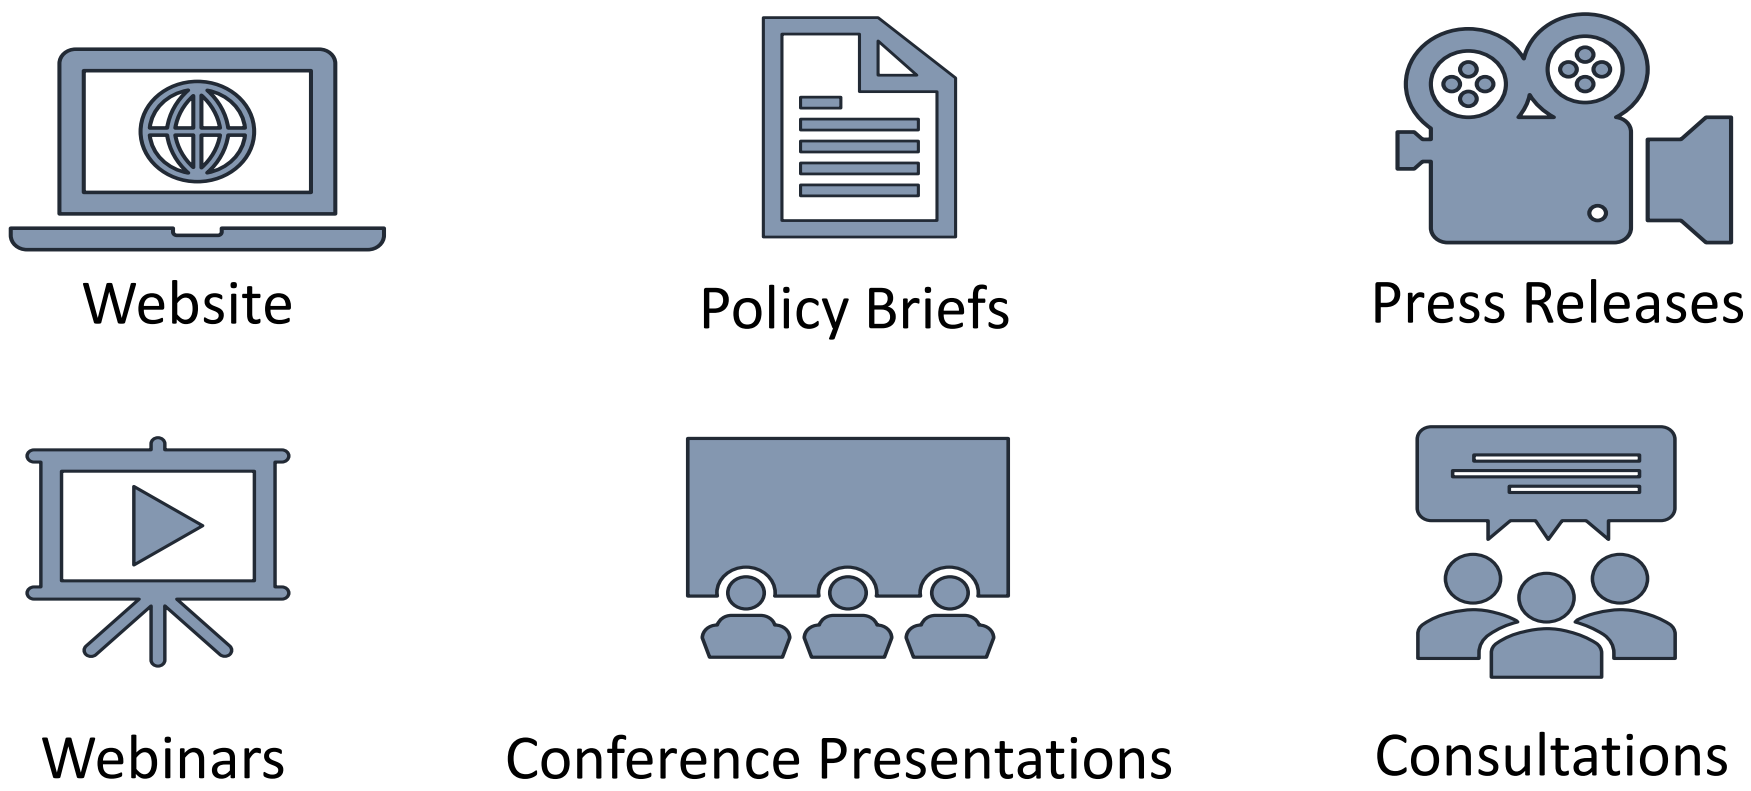 Website
Policy Briefs
Press Releases
Webinars
Conference Presentations
Consultations